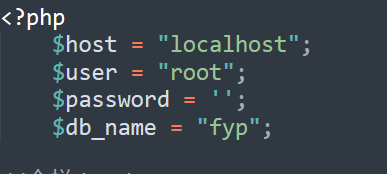 <?php
$host = "localhost";
$user = "root";
$password = '';
$db_name = "fyp";